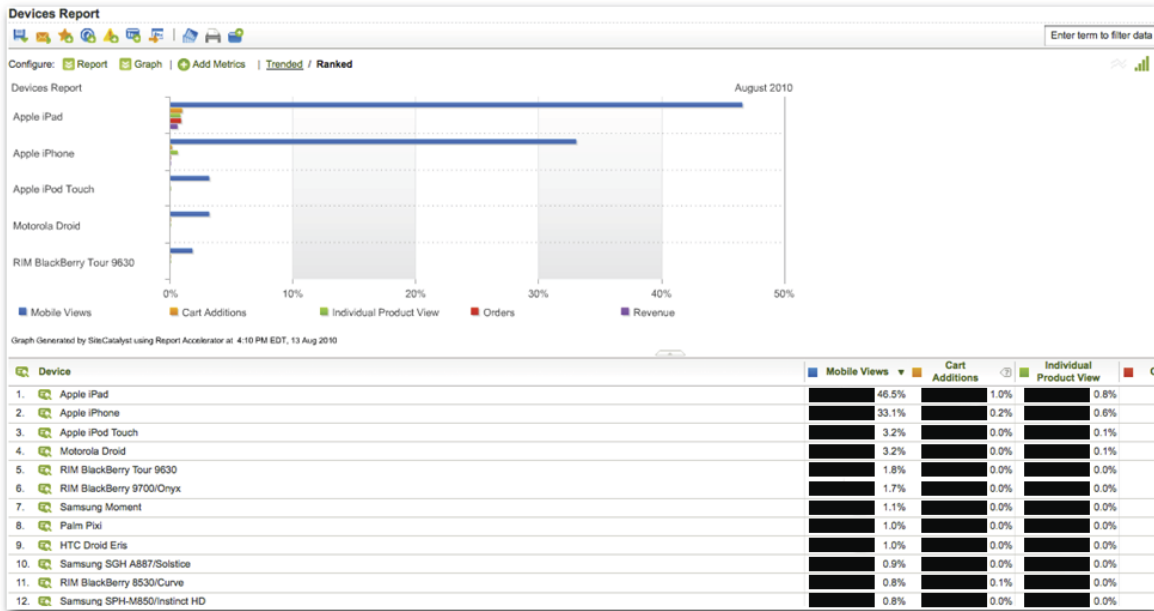 Devices Report
Enter term to filter data
Configure: Report Graph | Add Metrics | Trended / Ranked
Devices Report August 2010
Apple iPad
Apple iPhone
Apple iPod Touch
Motorola Droid
RIM BlackBerry Tour 9630
0% 10% 20% 30% 40% 50%
Mobile Views Cart Additions Individual Product View Orders Revenue
Graph Generated by SiteCatalyst using Report Accelerator at 4:10 PM EDT, 13 Aug 2010
Device Mobile Views Cart Additions Individual Product View
1. Apple iPad 46.5% 1.0% 0.8%
2. Apple iPhone 33.1% 0.2% 0.6%
3. Apple iPod Touch 3.2% 0.0% 0.1%
4. Motorola Droid 3.2% 0.0% 0.1%
5. RIM BlackBerry Tour 9630 1.8% 0.0% 0.0%
6. RIM BlackBerry 9700/Onyx 1.7% 0.0% 0.0%
7. Samsung Moment 1.1% 0.0% 0.0%
8. Palm Pixi 1.0% 0.0% 0.0%
9. HTC Droid Eris 1.0% 0.0% 0.0%
10. Samsung SGH A887/Solstice 0.9% 0.0% 0.0%
11. RIM BlackBerry 8530/Curve 0.8% 0.1% 0.0%
12. Samsung SPH-M850/Instinct HD 0.8% 0.0% 0.0%